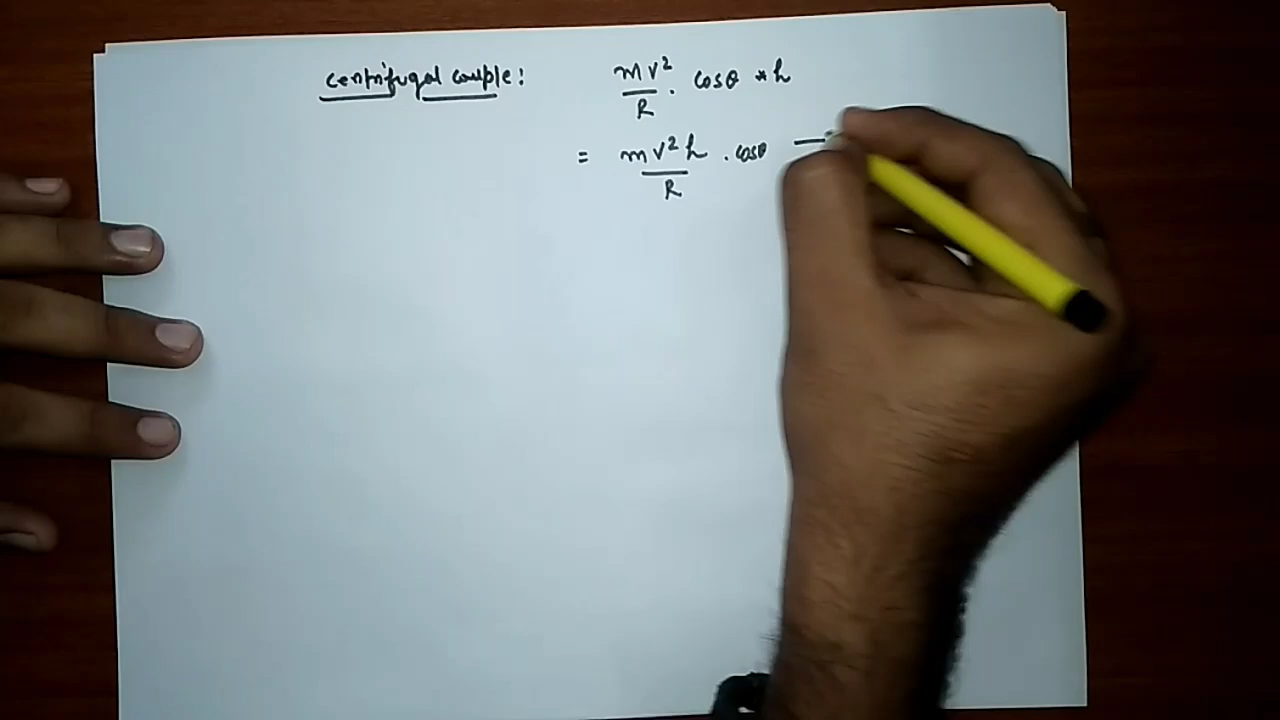 centrifugal couple: mv²/R . cosθ * h
= mv²h/R . cosθ —